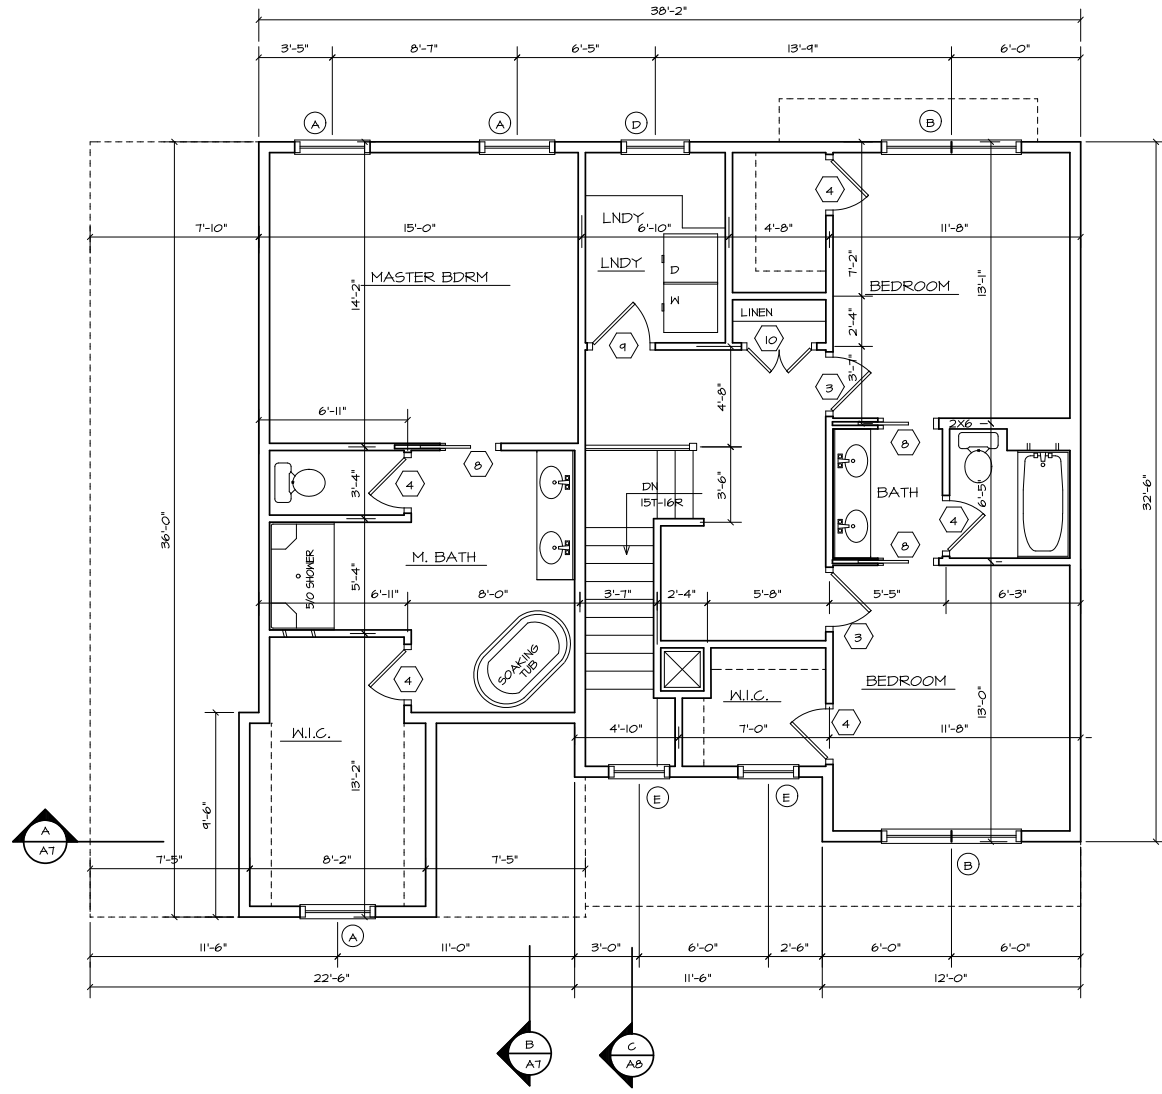 38'-2"
3'-5" 8'-7" 6'-5" 13'-9" 6'-0"
A A D B
4
7'-10" 15'-0" LNDY 6'-10" 4'-8" 11'-8"
MASTER BDRM LNDY D 7'-2" BEDROOM 13'-1"
14'-2" W
LINEN 2'-4"
9 10
3'-7"
3
6'-11" 4'-8"
2X6
8 8
3'-4" 4 DN 3'-6" BATH 6'-5"
15T-16R
32'-6"
36'-0" 4
M. BATH 8
5/0 SHOWER 5'-4"
6'-11" 8'-0" 3'-7" 2'-4" 5'-8" 5'-5" 6'-3"
3
SOAKING
TUB
4 W.I.C. BEDROOM
13'-0"
W.I.C. 4'-10" 7'-0" 4 11'-8"
13'-2"
E E
9'-6"
A
A7
7'-5" 8'-2" 7'-5" B
A
11'-6" 11'-0" 3'-0" 6'-0" 2'-6" 6'-0" 6'-0"
22'-6" 11'-6" 12'-0"
B C
A7 A8